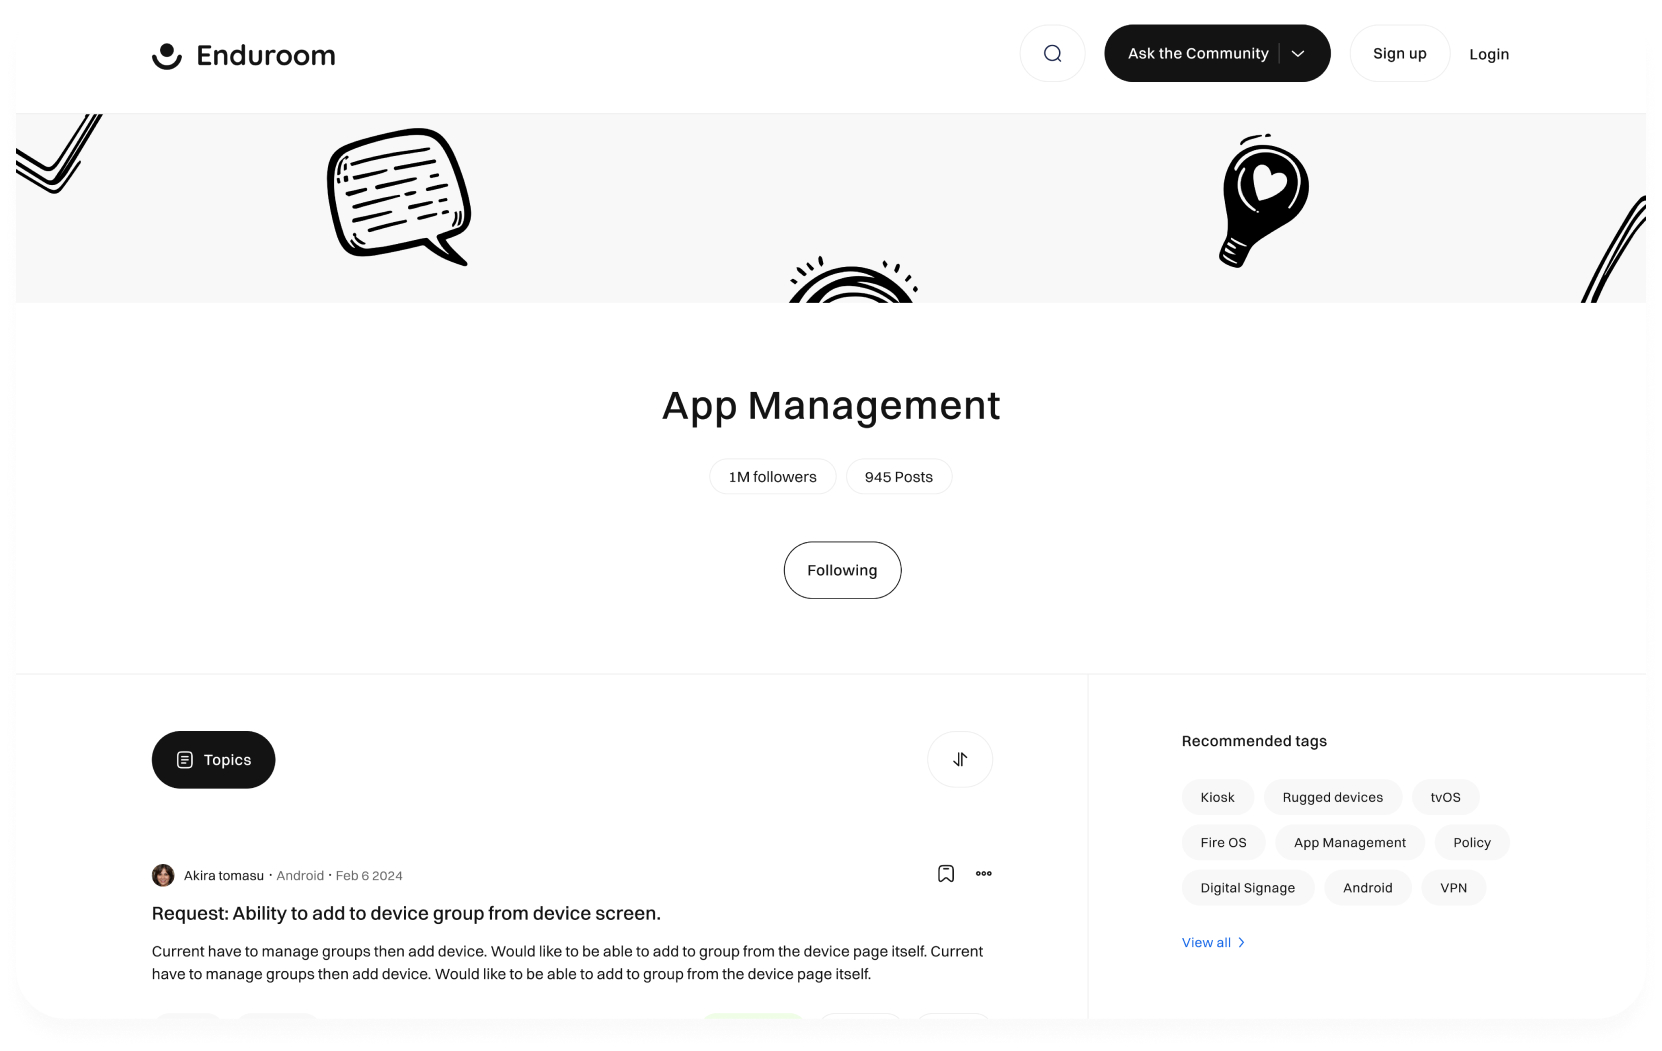 Enduroom
Ask the Community
Sign up
Login
App Management
1M followers
945 Posts
Following
Topics
Akira tomasu · Android · Feb 6 2024
Request: Ability to add to device group from device screen.
Current have to manage groups then add device. Would like to be able to add to group from the device page itself. Current
have to manage groups then add device. Would like to be able to add to group from the device page itself.
Recommended tags
Kiosk
Rugged devices
tvOS
Fire OS
App Management
Policy
Digital Signage
Android
VPN
View all